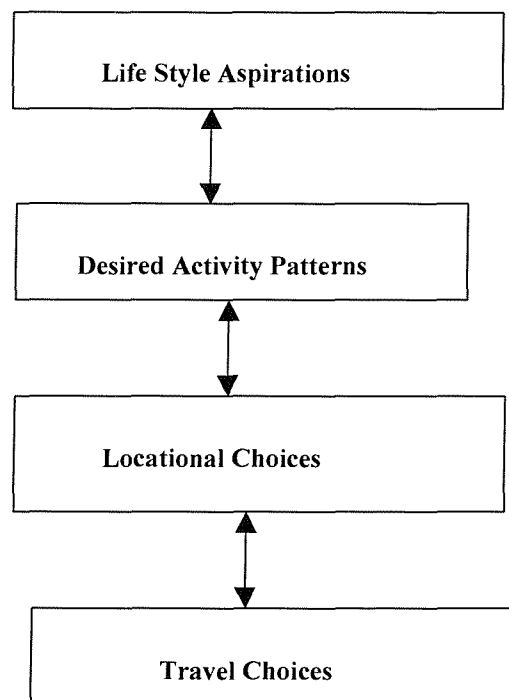 Life Style Aspirations
Desired Activity Patterns
Locational Choices
Travel Choices